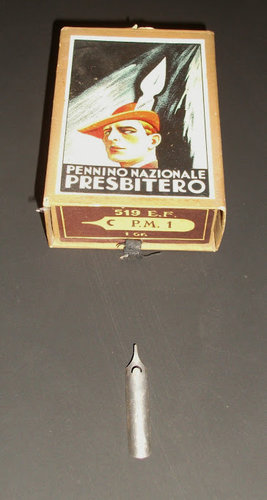 PENNINO NAZIONALE
PRESBITERO
519 E.F.
C P.M. 1
1 Gr.